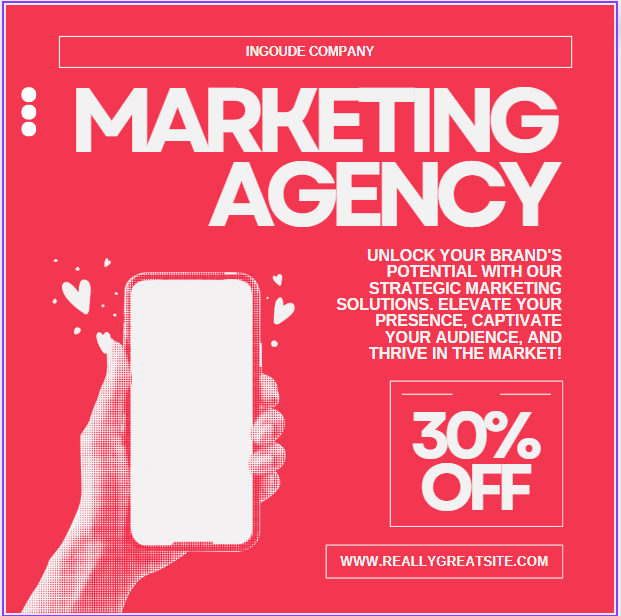 INGOUDE COMPANY
MARKETING
AGENCY
UNLOCK YOUR BRAND'S
POTENTIAL WITH OUR
STRATEGIC MARKETING
SOLUTIONS. ELEVATE YOUR
PRESENCE, CAPTIVATE
YOUR AUDIENCE, AND
THRIVE IN THE MARKET!
30%
OFF
WWW.REALLYGREATSITE.COM